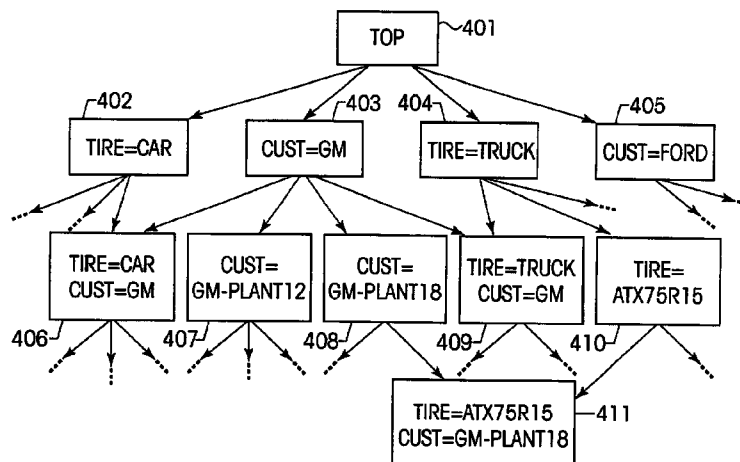 TOP
401
402
TIRE=CAR
403
CUST=GM
404
TIRE=TRUCK
405
CUST=FORD
TIRE=CAR
CUST=GM
406
CUST=
GM-PLANT12
407
CUST=
GM-PLANT18
408
TIRE=TRUCK
CUST=GM
409
TIRE=
ATX75R15
410
TIRE=ATX75R15
CUST=GM-PLANT18
411